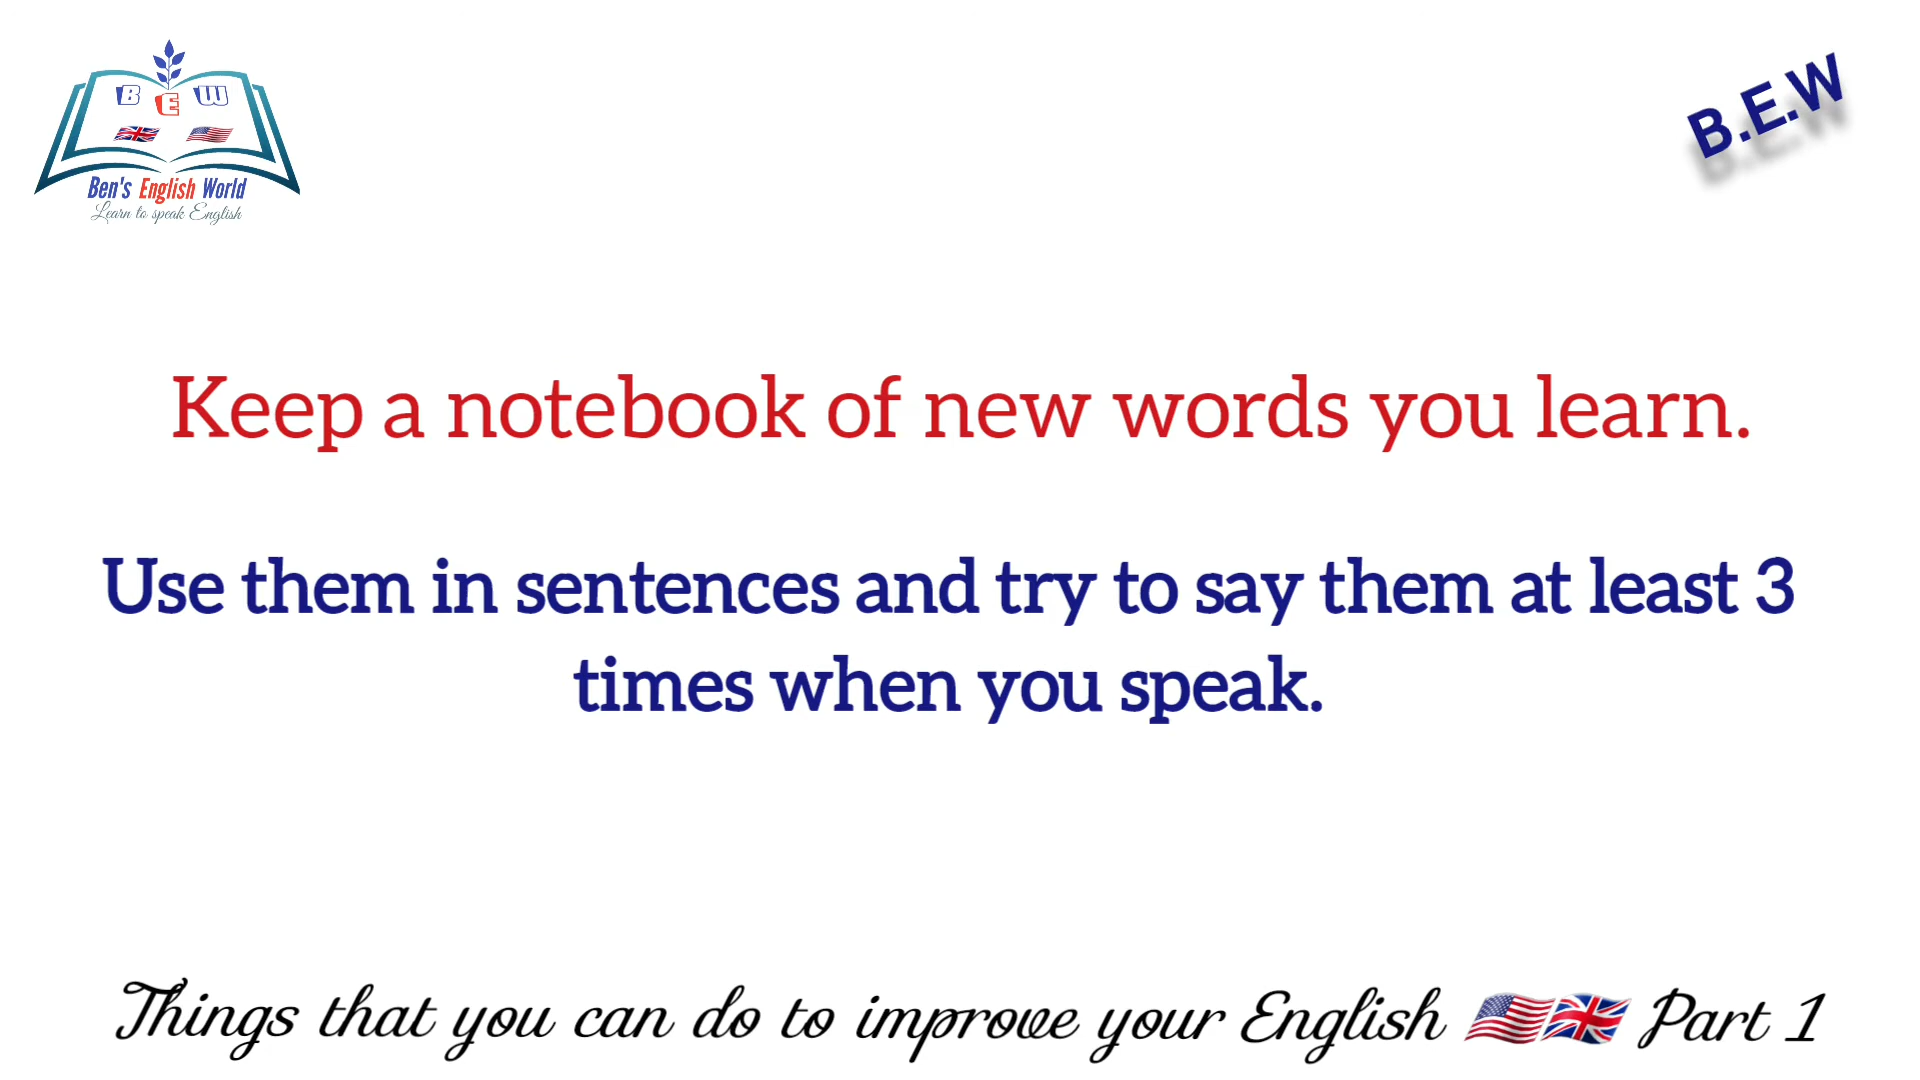 B E W
Ben's English World
Learn to speak English
B.E.W
Keep a notebook of new words you learn.
Use them in sentences and try to say them at least 3
times when you speak.
Things that you can do to improve your English 🇺🇸🇬🇧 Part 1